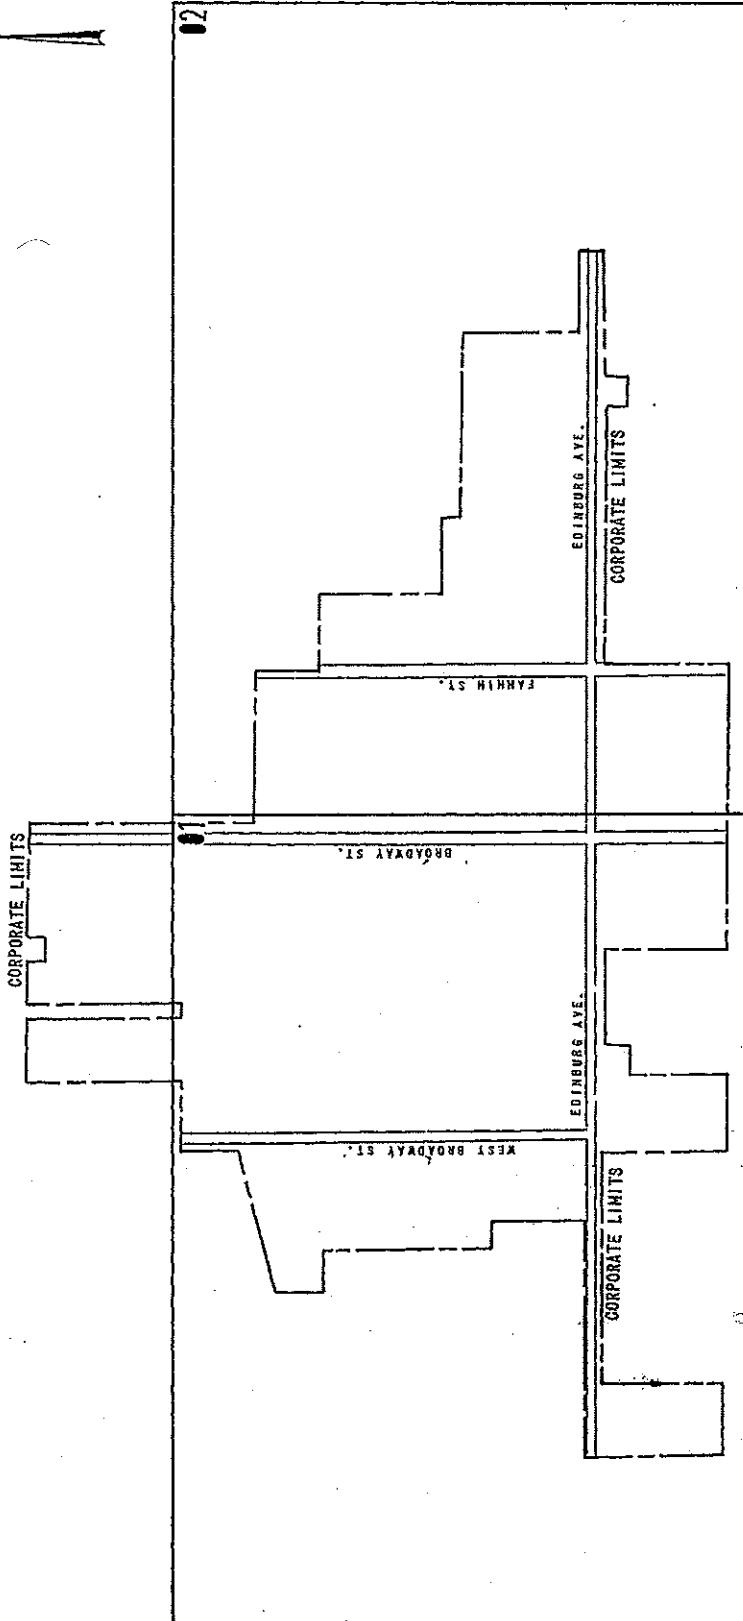 02
EDINBURG AVE.
CORPORATE LIMITS
FANNIN ST.
CORPORATE LIMITS
01
BROADWAY ST.
EDINBURG AVE.
WEST BROADWAY ST.
CORPORATE LIMITS